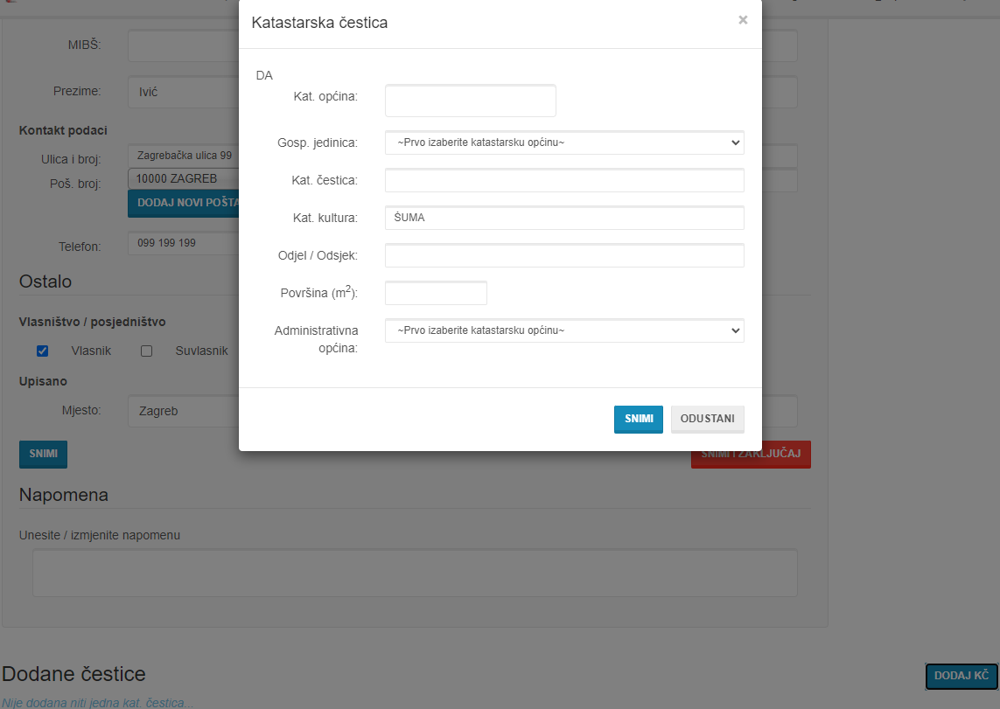 Katastarska čestica
×
DA
Kat. općina:
Gosp. jedinica: ~Prvo izaberite katastarsku općinu~
Kat. čestica:
Kat. kultura: ŠUMA
Odjel / Odsjek:
Površina (m²):
Administrativna ~Prvo izaberite katastarsku općinu~
općina:
SNIMI ODUSTANI
MIBŠ:
Prezime: Ivić
Kontakt podaci
Ulica i broj: Zagrebačka ulica 99
Poš. broj: 10000 ZAGREB
DODAJ NOVI POŠTA
Telefon: 099 199 199
Ostalo
Vlasništvo / posjedništvo
Vlasnik Suvlasnik
Upisano
Mjesto: Zagreb
SNIMI SNIMI I ZAKLJUČAJ
Napomena
Unesite / izmjenite napomenu
Dodane čestice DODAJ KČ
Nije dodana niti jedna kat. čestica...